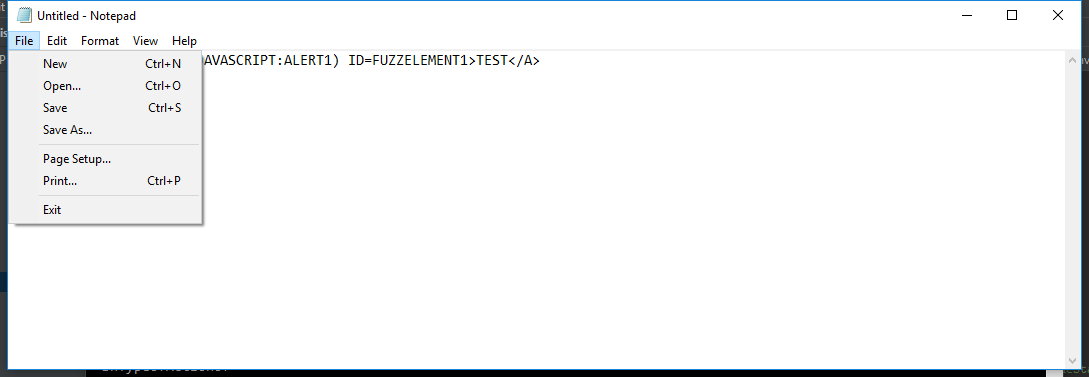 Untitled - Notepad
File Edit Format View Help
AVASCRIPT:ALERT1) ID=FUZZELEMENT1>TEST</A>
New Ctrl+N
Open... Ctrl+O
Save Ctrl+S
Save As...
Page Setup...
Print... Ctrl+P
Exit